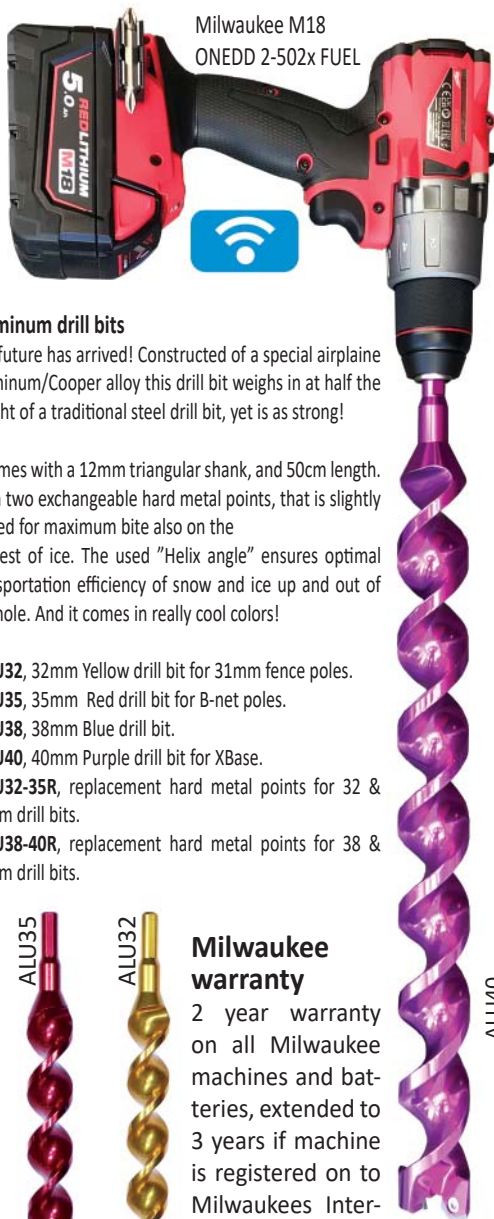 Milwaukee M18
ONEDD 2-502x FUEL
5.0 Ah
REDLITHIUM
M18
minum drill bits
future has arrived! Constructed of a special airplaine
minum/Cooper alloy this drill bit weighs in at half the
ht of a traditional steel drill bit, yet is as strong!
mes with a 12mm triangular shank, and 50cm length.
two exchangeable hard metal points, that is slightly
ed for maximum bite also on the
est of ice. The used ”Helix angle” ensures optimal
sportation efficiency of snow and ice up and out of
hole. And it comes in really cool colors!
U32, 32mm Yellow drill bit for 31mm fence poles.
U35, 35mm Red drill bit for B-net poles.
U38, 38mm Blue drill bit.
U40, 40mm Purple drill bit for XBase.
U32-35R, replacement hard metal points for 32 &
m drill bits.
U38-40R, replacement hard metal points for 38 &
m drill bits.
ALU35
ALU32
ALU40
Milwaukee
warranty
2 year warranty
on all Milwaukee
machines and bat-
teries, extended to
3 years if machine
is registered on to
Milwaukees Inter-